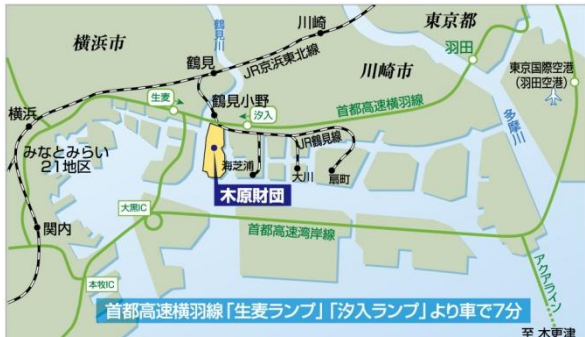 川崎
東京都
横浜市
鶴見川
鶴見
JR京浜東北線
羽田
川崎市
東京国際空港
(羽田空港)
生麦
鶴見小野
汐入
首都高速横羽線
横浜
多摩川
JR鶴見線
みなとみらい
21地区
海芝浦
大川
扇町
木原財団
大黒IC
関内
首都高速湾岸線
本牧IC
アクアライン
首都高速横羽線「生麦ランプ」「汐入ランプ」より車で7分
至 木更津